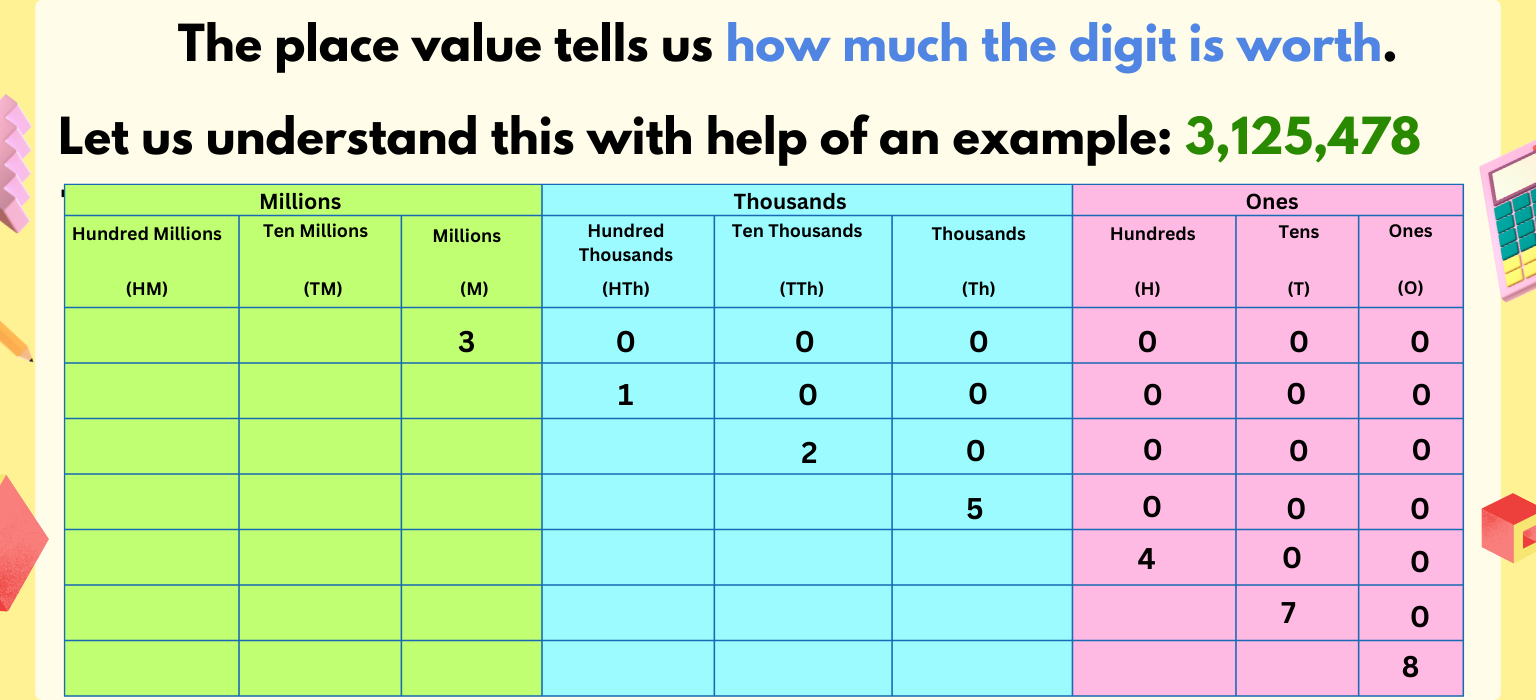 The place value tells us how much the digit is worth.
Let us understand this with help of an example: 3,125,478
Millions Thousands Ones
Hundred Millions Ten Millions Millions Hundred Thousands Ten Thousands Thousands Hundreds Tens Ones
(HM) (TM) (M) (HTh) (TTh) (Th) (H) (T) (O)
3 0 0 0 0 0 0
1 0 0 0 0 0
2 0 0 0 0
5 0 0 0
4 0 0
7 0
8